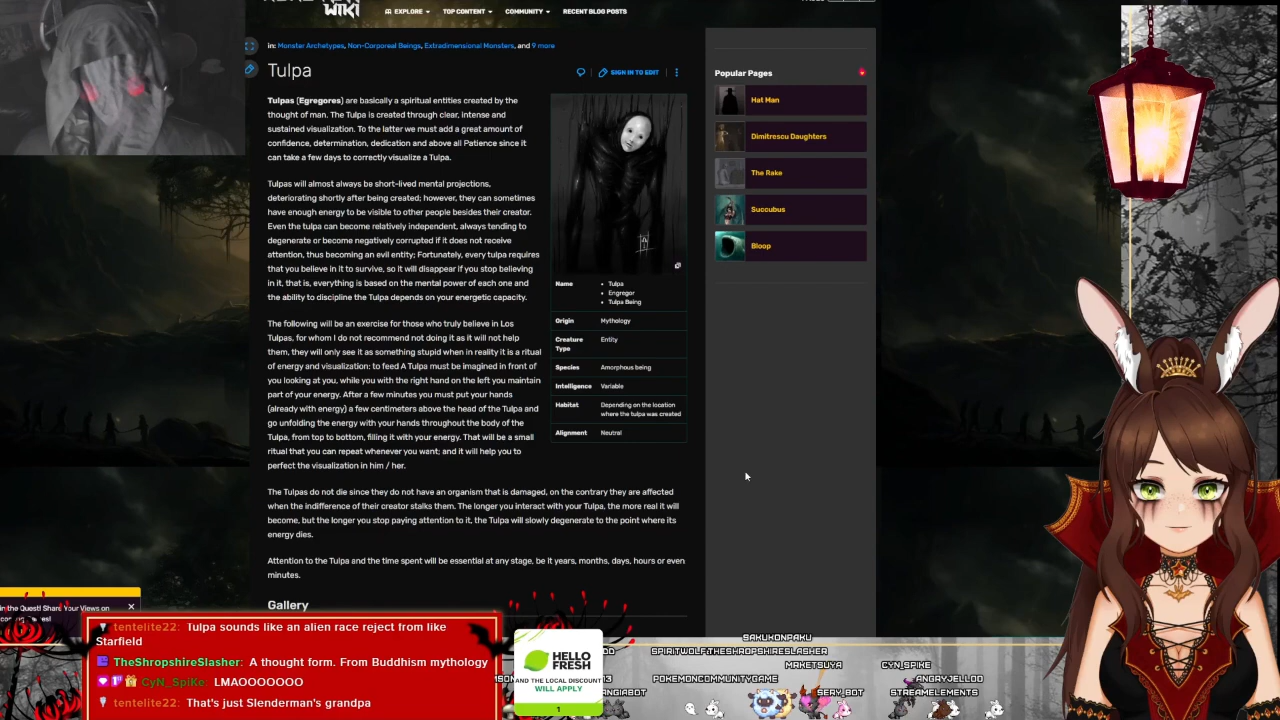 WIKI
EXPLORE
TOP CONTENT
COMMUNITY
RECENT BLOG POSTS
in: Monster Archetypes, Non-Corporeal Beings, Extradimensional Monsters, and 9 more
Tulpa
SIGN IN TO EDIT
Tulpas (Egregores) are basically a spiritual entities created by the
thought of man. The Tulpa is created through clear, intense and
sustained visualization. To the latter we must add a great amount of
confidence, determination, dedication and above all Patience since it
can take a few days to correctly visualize a Tulpa.
Tulpas will almost always be short-lived mental projections,
deteriorating shortly after being created; however, they can sometimes
have enough energy to be visible to other people besides their creator.
Even the tulpa can become relatively independent, always tending to
degenerate or become negatively corrupted if it does not receive
attention, thus becoming an evil entity; Fortunately, every tulpa requires
that you believe in it to survive, so it will disappear if you stop believing
in it, that is, everything is based on the mental power of each one and
the ability to discipline the Tulpa depends on your energetic capacity.
The following will be an exercise for those who truly believe in Los
Tulpas, for whom I do not recommend not doing it as it will not help
them, they will only see it as something stupid when in reality it is a ritual
of energy and visualization: to feed A Tulpa must be imagined in front of
you looking at you, while you with the right hand on the left you maintain
part of your energy. After a few minutes you must put your hands
(already with energy) a few centimeters above the head of the Tulpa and
go unfolding the energy with your hands throughout the body of the
Tulpa, from top to bottom, filling it with your energy. That will be a small
ritual that you can repeat whenever you want; and it will help you to
perfect the visualization in him / her.
The Tulpas do not die since they do not have an organism that is damaged, on the contrary they are affected
when the indifference of their creator stalks them. The longer you interact with your Tulpa, the more real it will
become, but the longer you stop paying attention to it, the Tulpa will slowly degenerate to the point where its
energy dies.
Attention to the Tulpa and the time spent will be essential at any stage, be it years, months, days, hours or even
minutes.
Gallery
Name
• Tulpa
• Engregor
• Tulpa Being
Origin
Mythology
Creature
Type
Entity
Species
Amorphous being
Intelligence
Variable
Habitat
Depending on the location
where the tulpa was created
Alignment
Neutral
Popular Pages
Hat Man
Dimitrescu Daughters
The Rake
Succubus
Bloop
in the Quest! Share Your Views on
tentelite22: Tulpa sounds like an alien race reject from like
Starfield
TheShropshireSlasher: A thought form. From Buddhism mythology
CyN_SpiKe: LMAOOOOOOO
tentelite22: That's just Slenderman's grandpa
HELLO
FRESH
AND THE LOCAL DISCOUNT
WILL APPLY
1
SAKUKONPAKU
SPIRITWOLF
THESHROPSHIRESLASHER
MAKETSUYA
CYN_SPIKE
POKEMONCOMMUNITYGAME
ANGRYJELLO0
SERY_BOT
STREAMELEMENTS